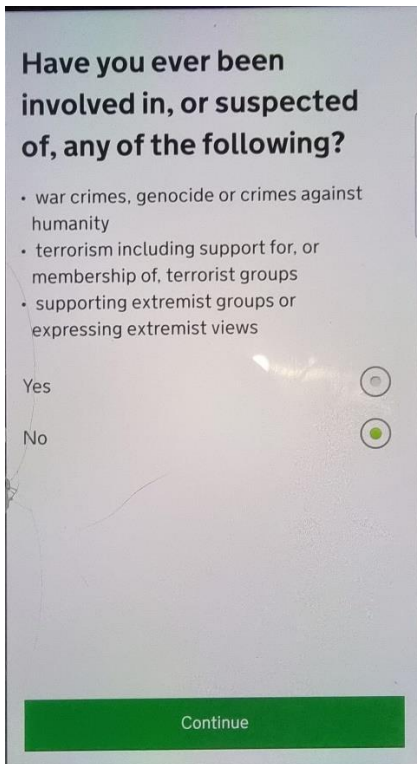 Have you ever been
involved in, or suspected
of, any of the following?
• war crimes, genocide or crimes against
humanity
• terrorism including support for, or
membership of, terrorist groups
• supporting extremist groups or
expressing extremist views
Yes
No
Continue